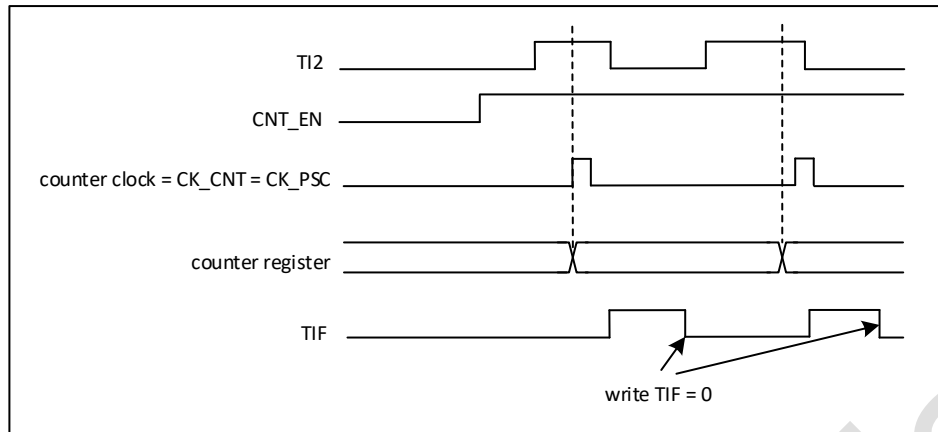 TI2
CNT_EN
counter clock = CK_CNT = CK_PSC
counter register
TIF
write TIF = 0